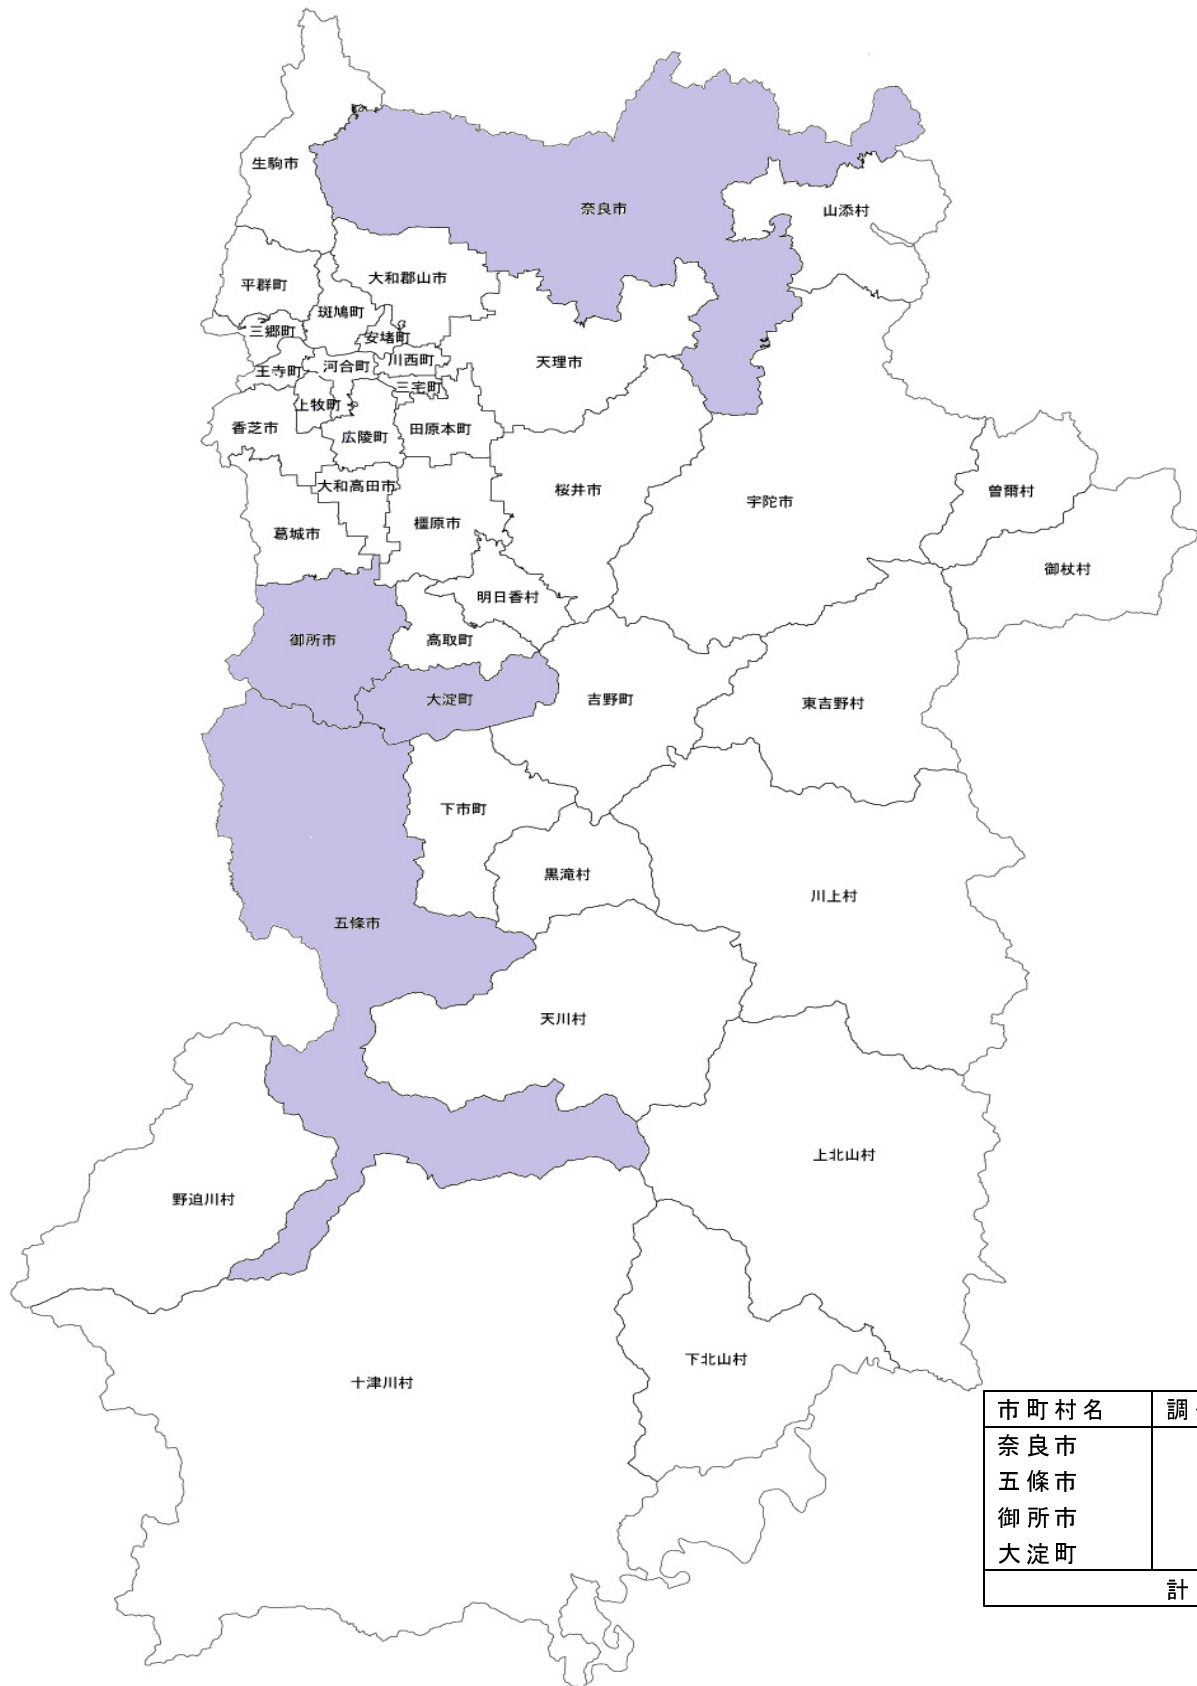 生駒市
奈良市
山添村
大和郡山市
平群町
斑鳩町
三郷町
安堵町
川西町
天理市
王寺町
河合町
三宅町
上牧町
香芝市
広陵町
田原本町
大和高田市
桜井市
宇陀市
曽爾村
葛城市
橿原市
御杖村
明日香村
御所市
高取町
大淀町
吉野町
東吉野村
下市町
黒滝村
川上村
五條市
天川村
上北山村
野迫川村
下北山村
十津川村
市町村名
奈良市
五條市
御所市
大淀町
計